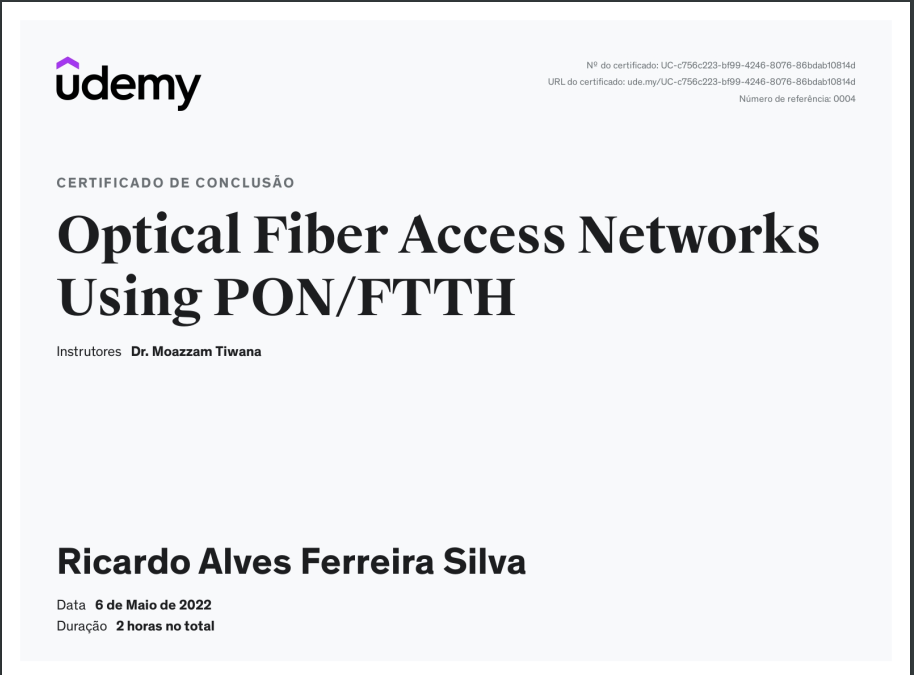 udemy
Nº do certificado: UC-c756c223-bf99-4246-8076-86bdab10814d
URL do certificado: ude.my/UC-c756c223-bf99-4246-8076-86bdab10814d
Número de referência: 0004
CERTIFICADO DE CONCLUSÃO
Optical Fiber Access Networks
Using PON/FTTH
Instrutores Dr. Moazzam Tiwana
Ricardo Alves Ferreira Silva
Data 6 de Maio de 2022
Duração 2 horas no total